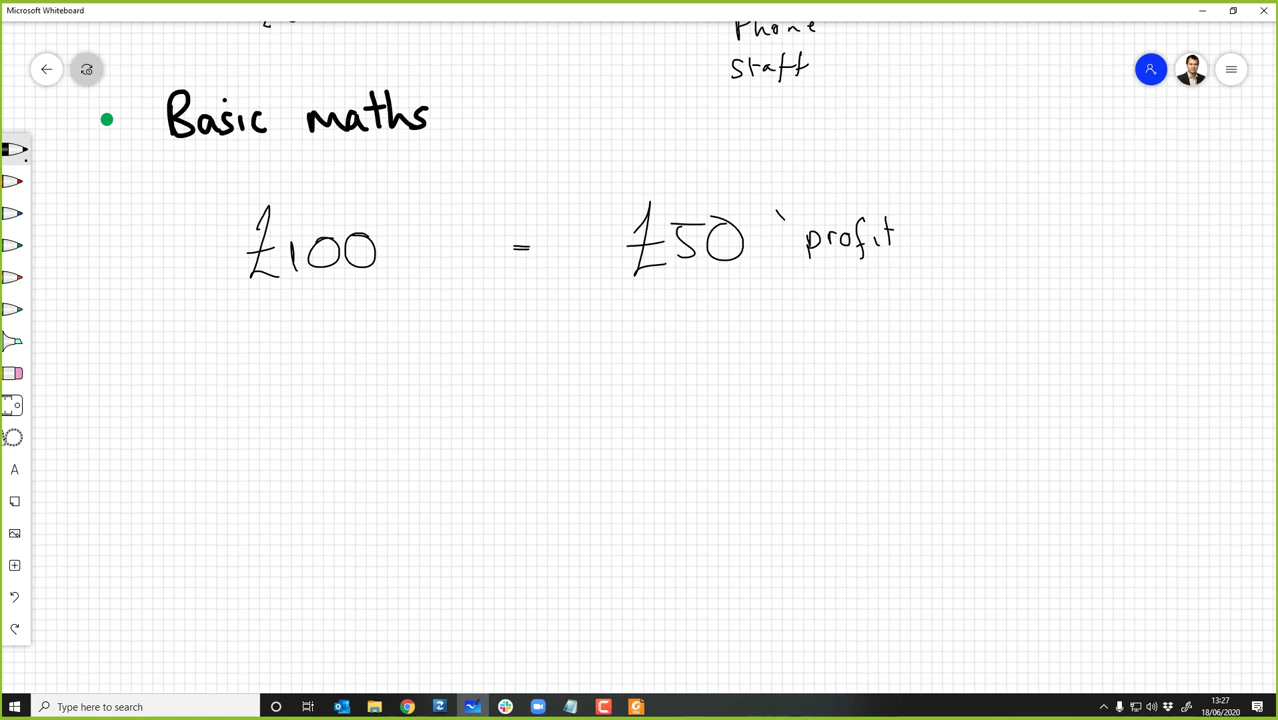 Microsoft Whiteboard
Phone
Staff
Basic maths
£100 = £50 profit
A
Type here to search
13:27
18/06/2020